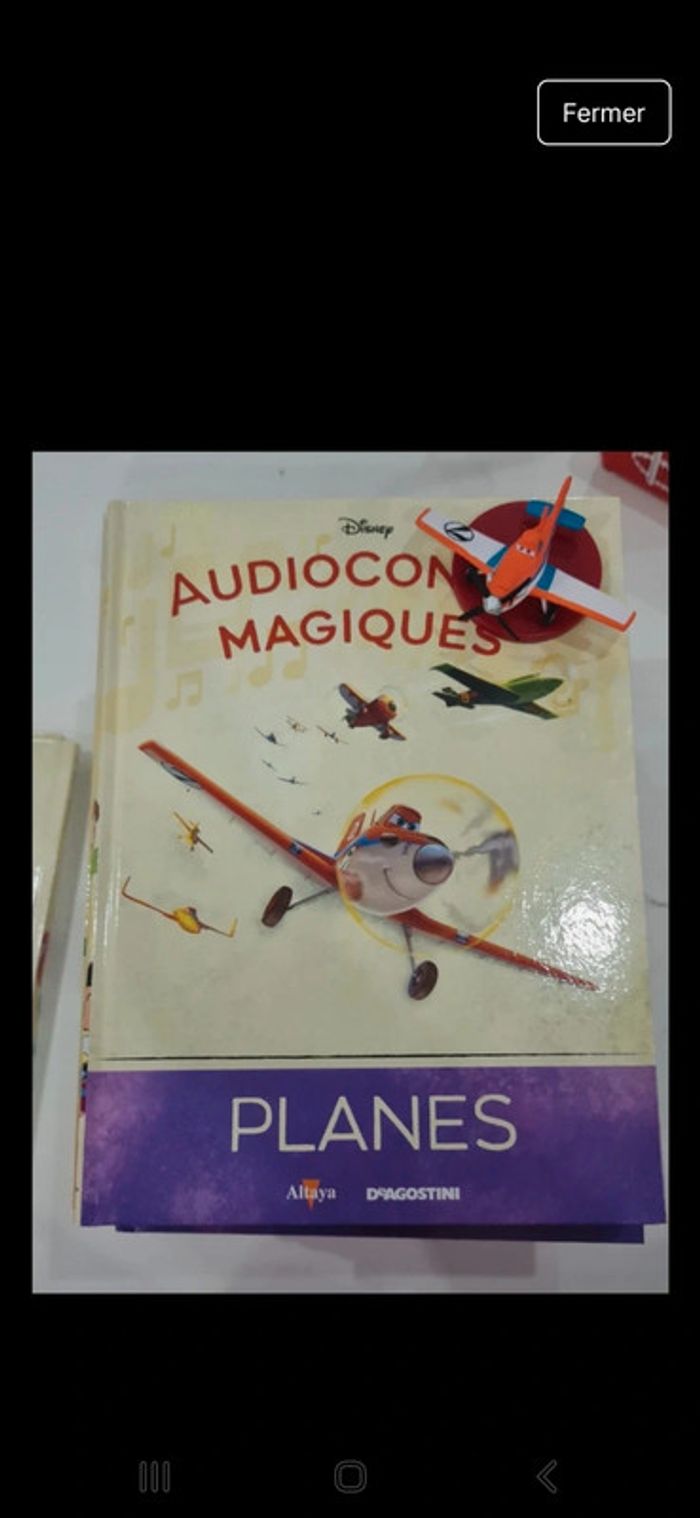 Fermer
Disney
AUDIOCON
MAGIQUES
PLANES
Altaya DeAGOSTINI